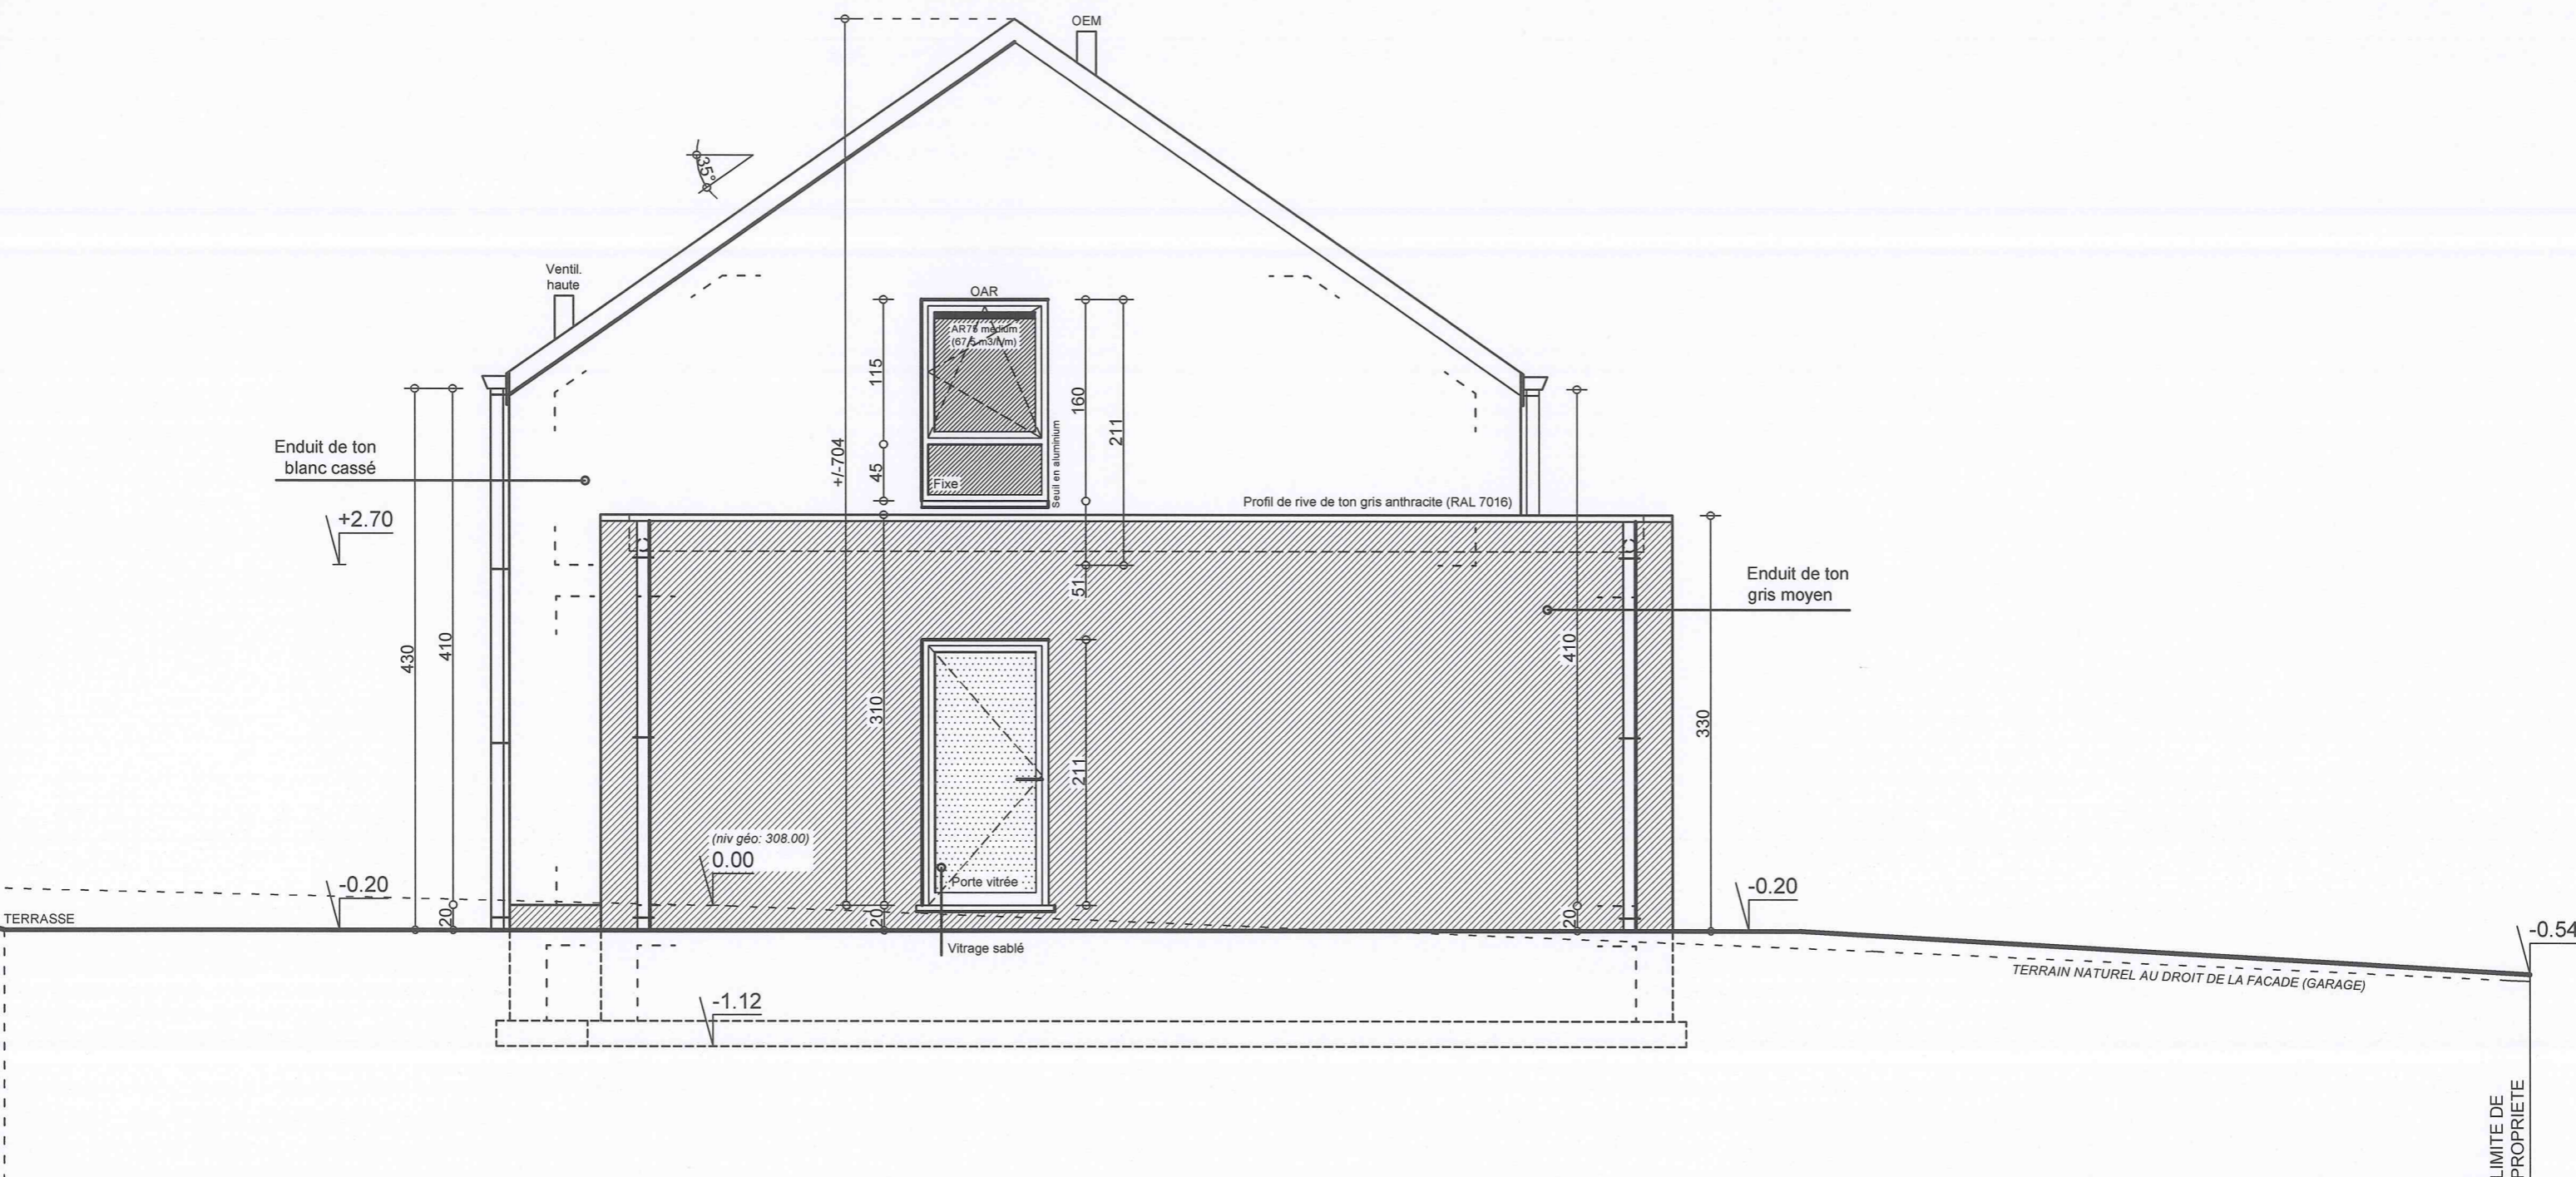 OEM
35°
Ventil.
haute
OAR
AR75 medium
(67,5 m3/h/m)
115
160
211
+/-704
45
Fixe
Seuil en aluminium
Enduit de ton
blanc cassé
Profil de rive de ton gris anthracite (RAL 7016)
+2.70
51
Enduit de ton
gris moyen
430
410
410
310
330
211
(niv géo: 308.00)
0.00
Porte vitrée
-0.20
-0.20
TERRASSE
20
20
20
-0.54
Vitrage sablé
TERRAIN NATUREL AU DROIT DE LA FACADE (GARAGE)
-1.12
LIMITE DE
PROPRIETE